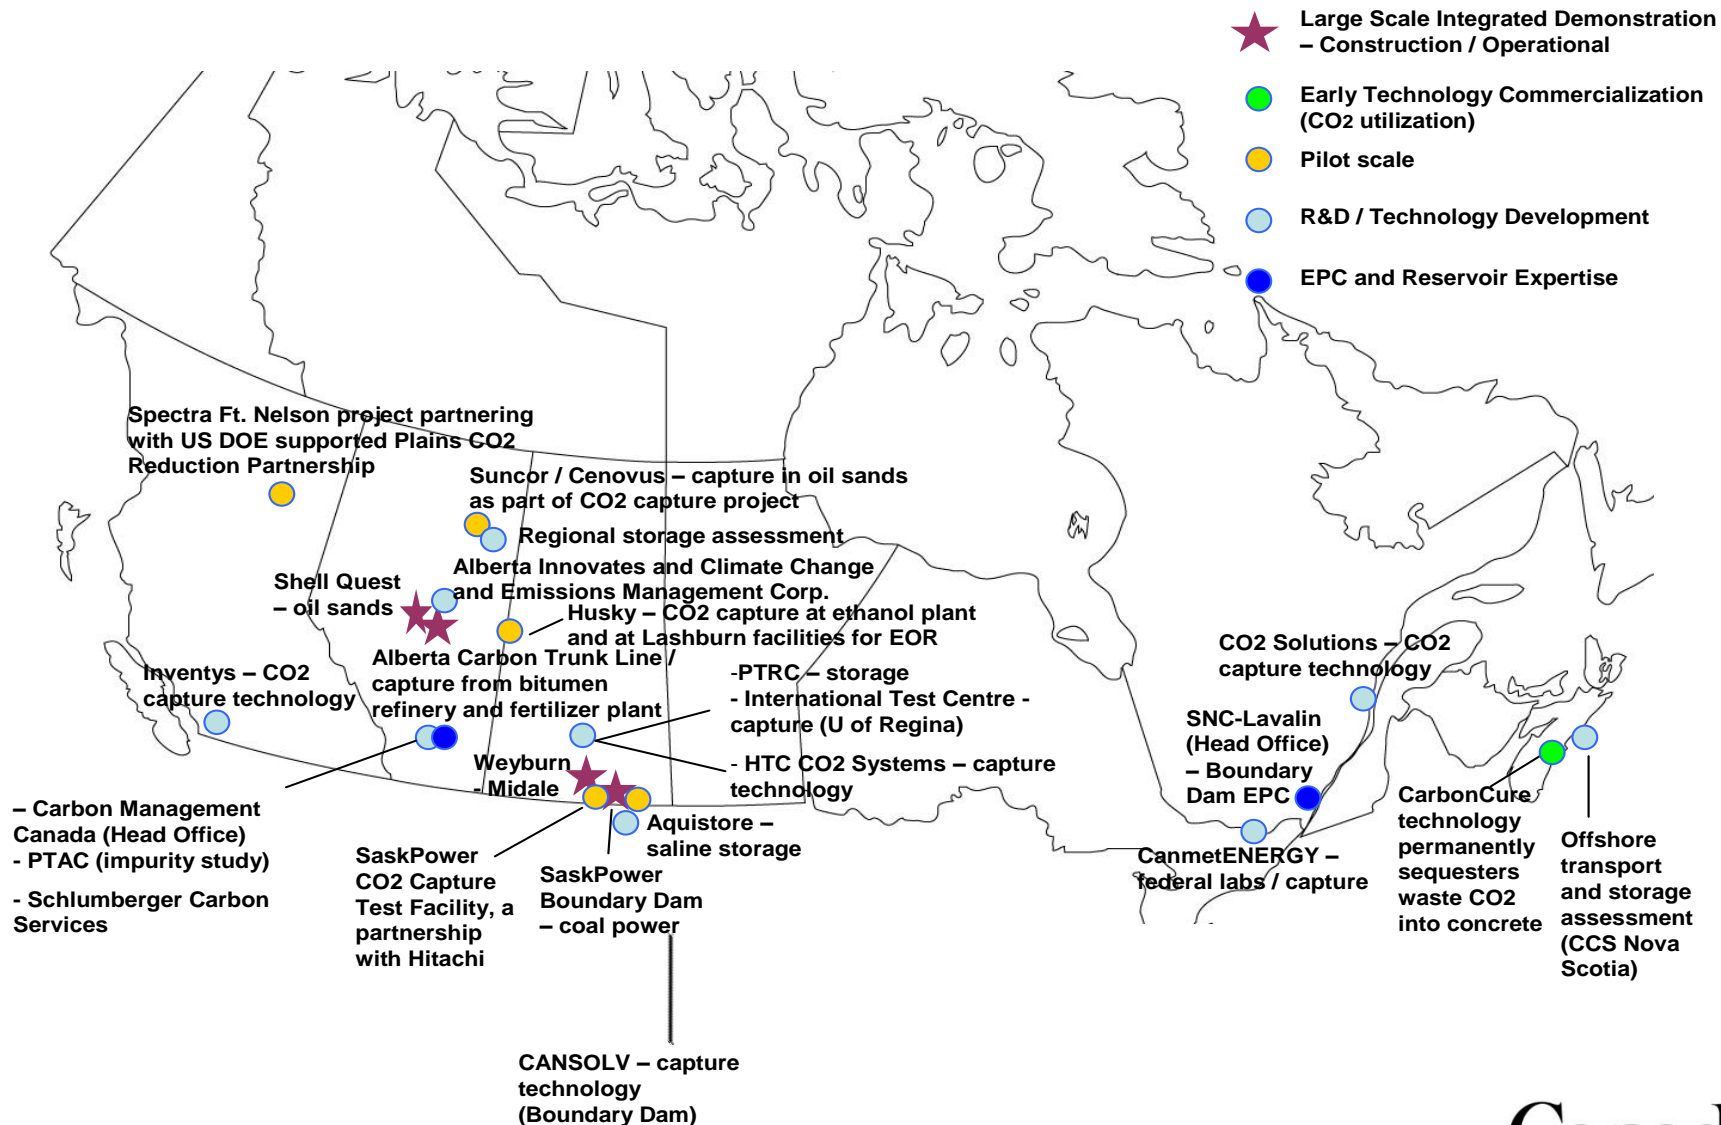 Large Scale Integrated Demonstration
– Construction / Operational
Early Technology Commercialization
(CO2 utilization)
Pilot scale
R&D / Technology Development
EPC and Reservoir Expertise
Spectra Ft. Nelson project partnering
with US DOE supported Plains CO2
Reduction Partnership
Suncor / Cenovus – capture in oil sands
as part of CO2 capture project
Regional storage assessment
Alberta Innovates and Climate Change
and Emissions Management Corp.
Shell Quest
– oil sands
Husky – CO2 capture at ethanol plant
and at Lashburn facilities for EOR
Alberta Carbon Trunk Line /
capture from bitumen
refinery and fertilizer plant
Inventys – CO2
capture technology
-PTRC – storage
- International Test Centre -
capture (U of Regina)
- HTC CO2 Systems – capture
technology
Weyburn
- Midale
– Carbon Management
Canada (Head Office)
- PTAC (impurity study)
- Schlumberger Carbon
Services
SaskPower
CO2 Capture
Test Facility, a
partnership
with Hitachi
SaskPower
Boundary Dam
– coal power
Aquistore –
saline storage
CANSOLV – capture
technology
(Boundary Dam)
CO2 Solutions – CO2
capture technology
SNC-Lavalin
(Head Office)
– Boundary
Dam EPC
CanmetENERGY –
federal labs / capture
CarbonCure
technology
permanently
sequesters
waste CO2
into concrete
Offshore
transport
and storage
assessment
(CCS Nova
Scotia)